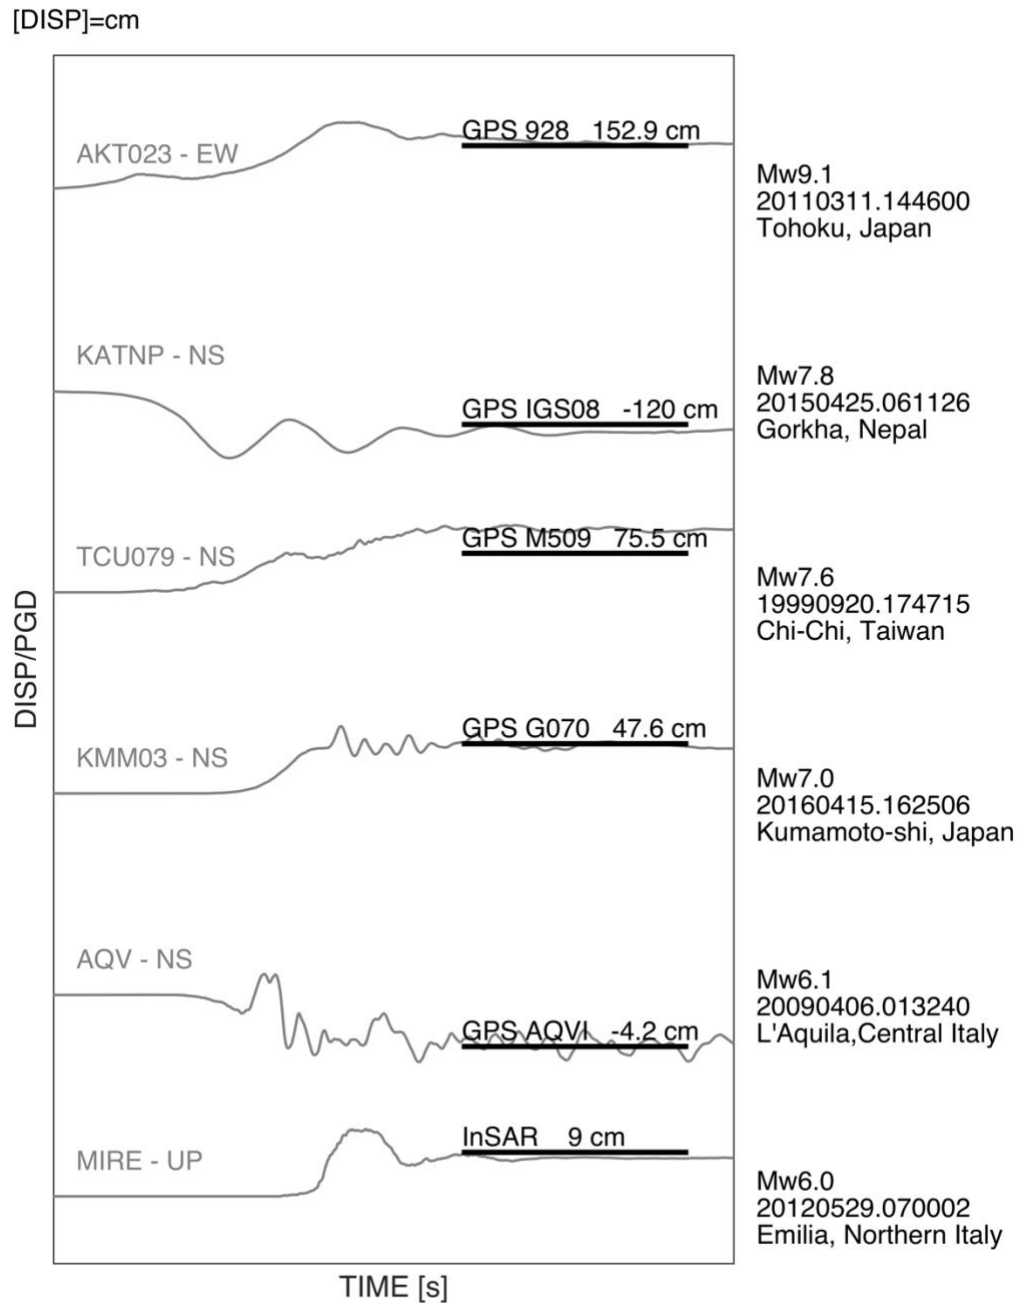 [DISP]=cm
GPS 928 152.9 cm
AKT023 - EW
Mw9.1
20110311.144600
Tohoku, Japan
KATNP - NS
Mw7.8
20150425.061126
Gorkha, Nepal
GPS IGS08 -120 cm
GPS M509 75.5 cm
TCU079 - NS
Mw7.6
19990920.174715
Chi-Chi, Taiwan
DISP/PGD
GPS G070 47.6 cm
KMM03 - NS
Mw7.0
20160415.162506
Kumamoto-shi, Japan
AQV - NS
Mw6.1
20090406.013240
L'Aquila,Central Italy
GPS AQVI -4.2 cm
InSAR 9 cm
MIRE - UP
Mw6.0
20120529.070002
Emilia, Northern Italy
TIME [s]